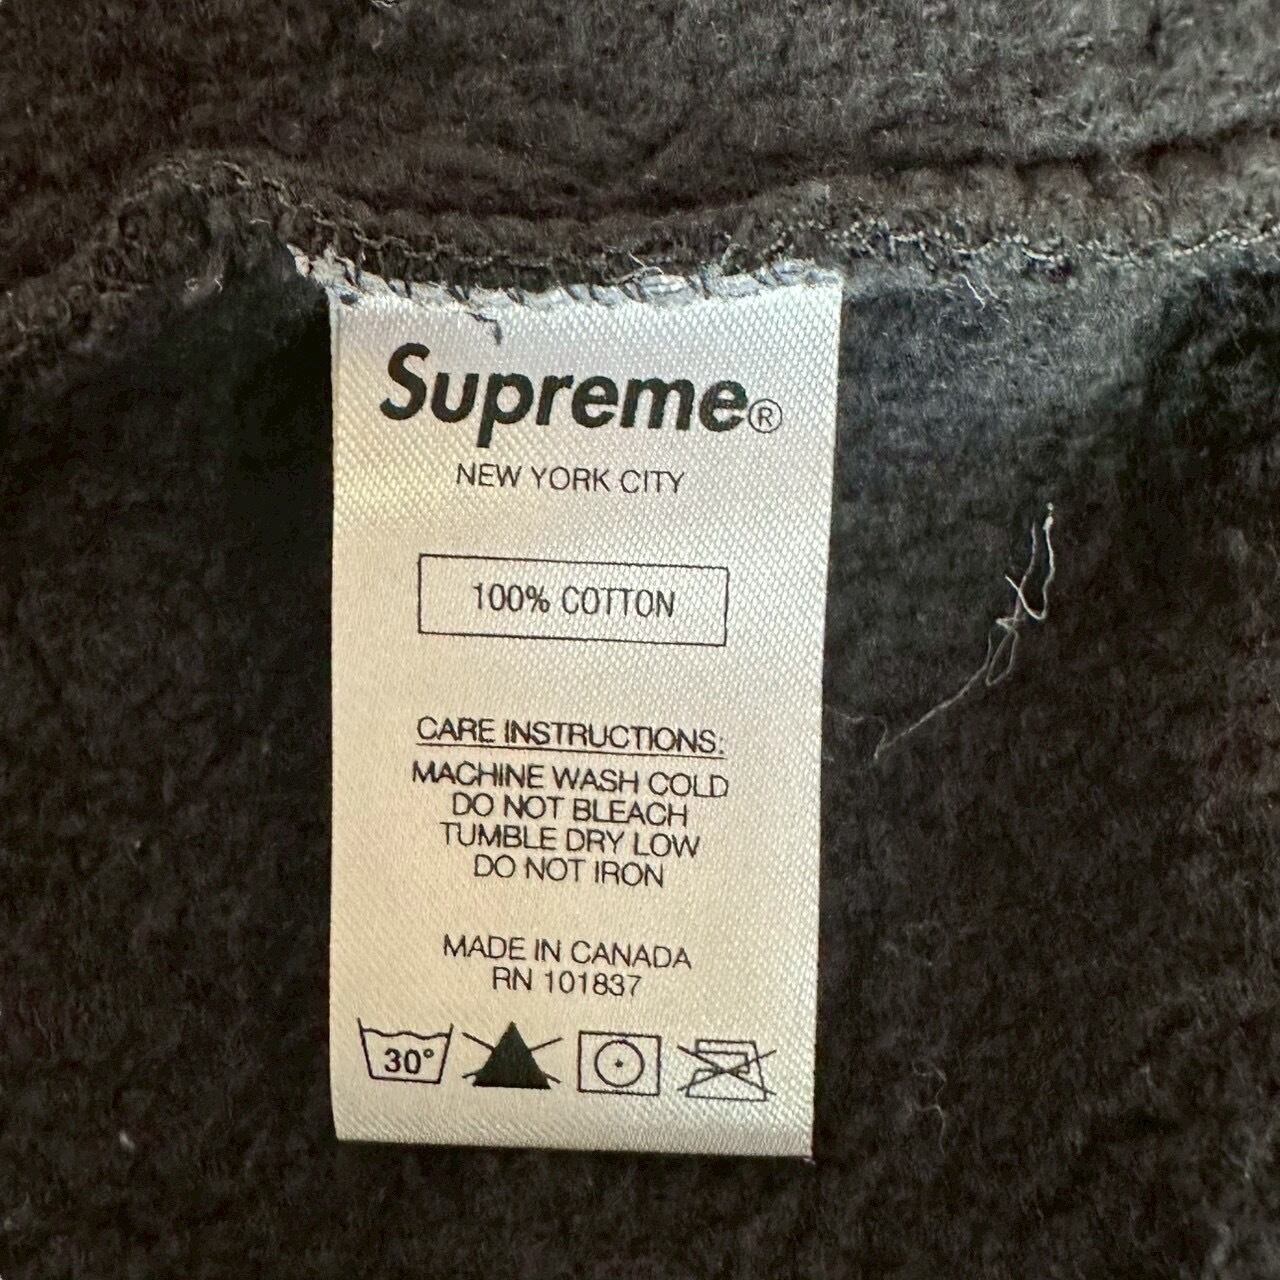 Supreme®
NEW YORK CITY
100% COTTON
CARE INSTRUCTIONS:
MACHINE WASH COLD
DO NOT BLEACH
TUMBLE DRY LOW
DO NOT IRON
MADE IN CANADA
RN 101837
30°